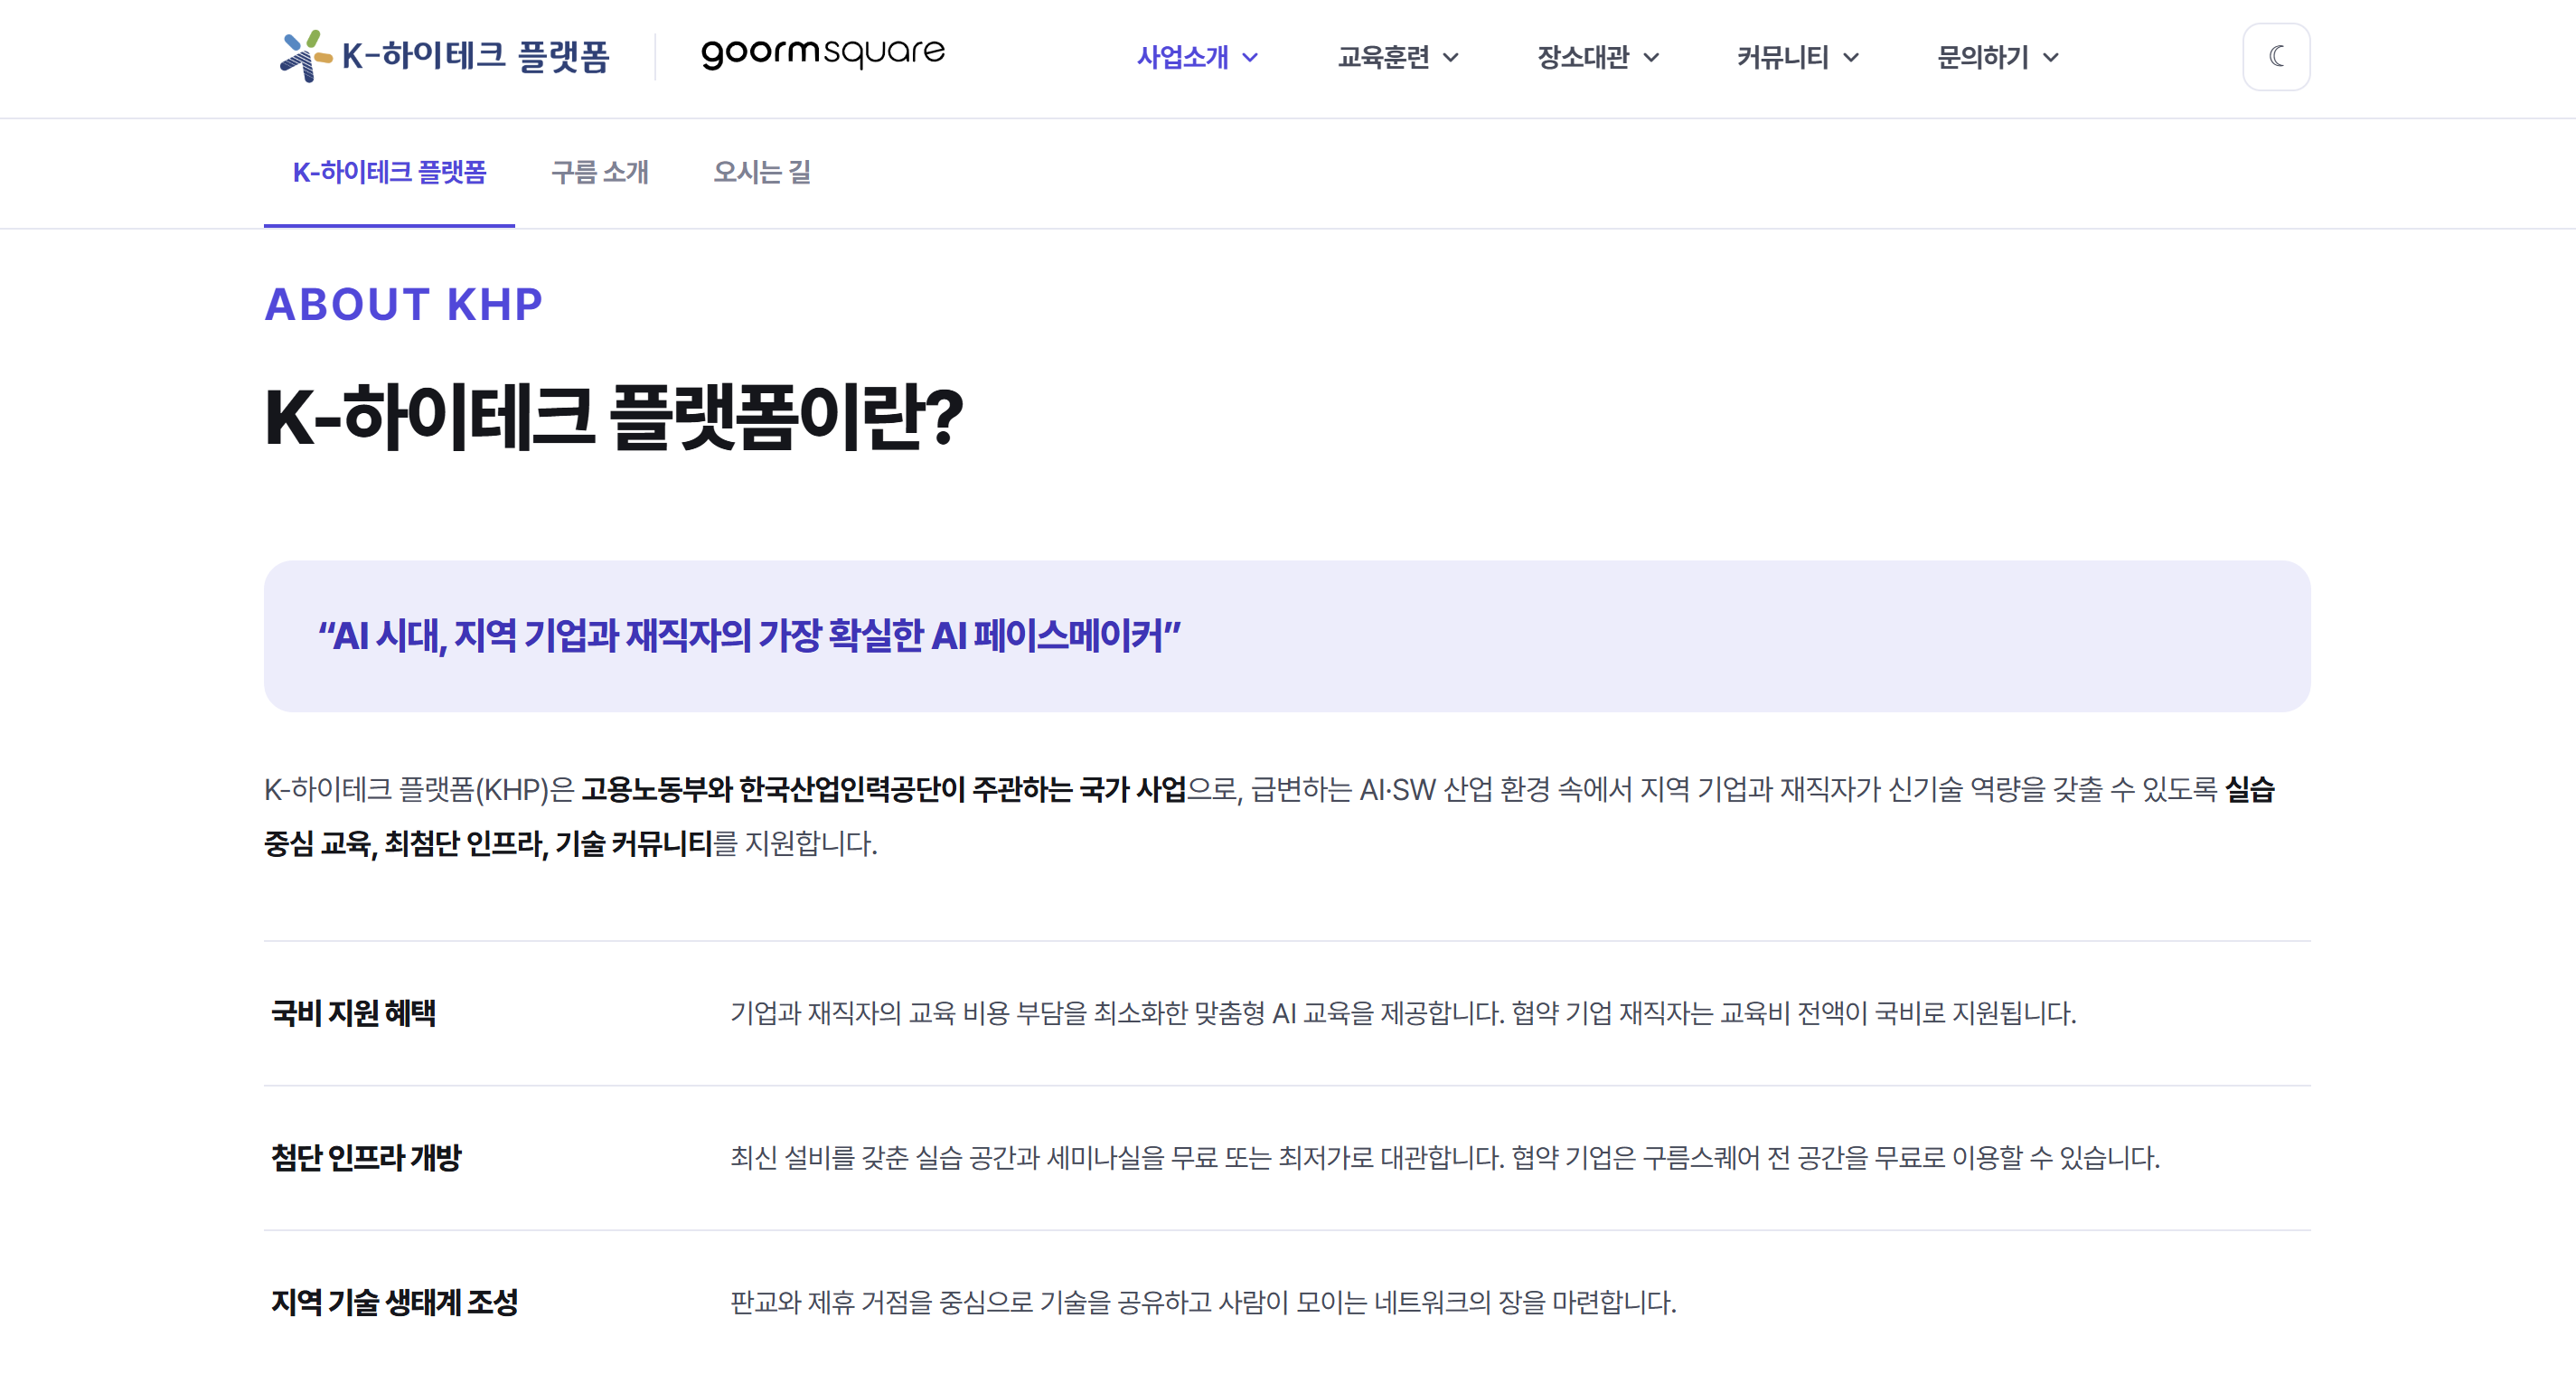 K-하이테크 플랫폼
goormsquare
사업소개
교육훈련
장소대관
커뮤니티
문의하기
K-하이테크 플랫폼
구름 소개
오시는 길
ABOUT KHP
K-하이테크 플랫폼이란?
“AI 시대, 지역 기업과 재직자의 가장 확실한 AI 페이스메이커”
K-하이테크 플랫폼(KHP)은 고용노동부와 한국산업인력공단이 주관하는 국가 사업으로, 급변하는 AI·SW 산업 환경 속에서 지역 기업과 재직자가 신기술 역량을 갖출 수 있도록 실습
중심 교육, 최첨단 인프라, 기술 커뮤니티를 지원합니다.
국비 지원 혜택
기업과 재직자의 교육 비용 부담을 최소화한 맞춤형 AI 교육을 제공합니다. 협약 기업 재직자는 교육비 전액이 국비로 지원됩니다.
첨단 인프라 개방
최신 설비를 갖춘 실습 공간과 세미나실을 무료 또는 최저가로 대관합니다. 협약 기업은 구름스퀘어 전 공간을 무료로 이용할 수 있습니다.
지역 기술 생태계 조성
판교와 제휴 거점을 중심으로 기술을 공유하고 사람이 모이는 네트워크의 장을 마련합니다.